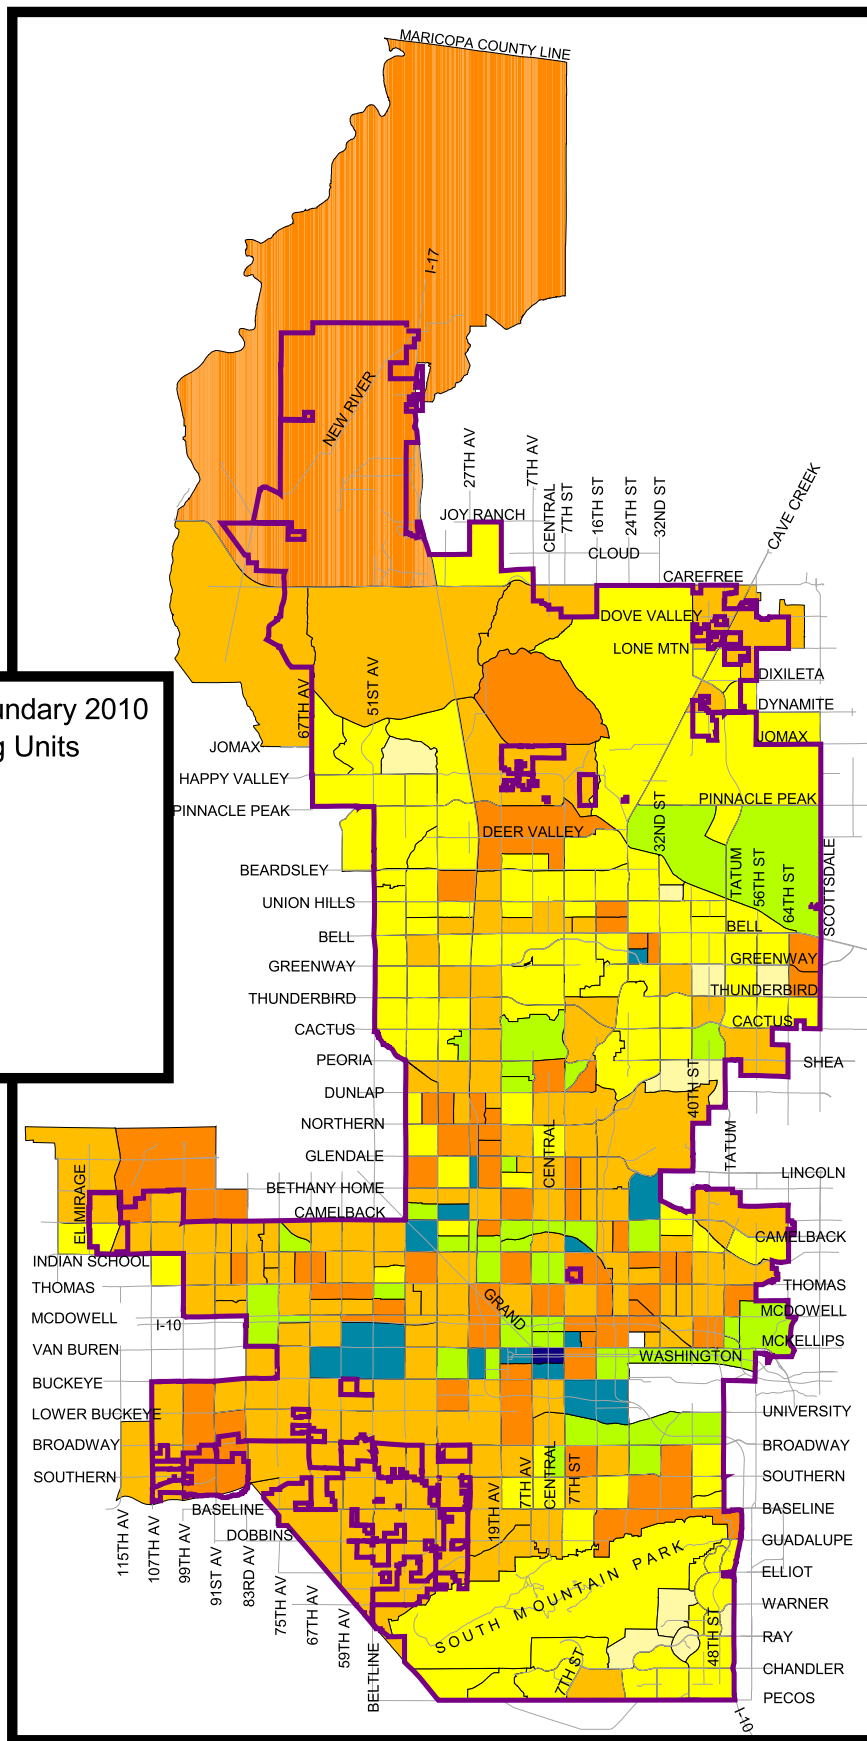 MARICOPA COUNTY LINE
I-17
NEW RIVER
27TH AV
7TH AV
CENTRAL
7TH ST
16TH ST
24TH ST
32ND ST
CAVE CREEK
JOY RANCH
CLOUD
CAREFREE
DOVE VALLEY
LONE MTN
DIXILETA
DYNAMITE
JOMAX
67TH AV
51ST AV
undary 2010
g Units
JOMAX
HAPPY VALLEY
PINNACLE PEAK
PINNACLE PEAK
DEER VALLEY
32ND ST
TATUM
56TH ST
64TH ST
SCOTTSDALE
BEARDSLEY
UNION HILLS
BELL
BELL
GREENWAY
GREENWAY
THUNDERBIRD
THUNDERBIRD
CACTUS
CACTUS
PEORIA
SHEA
DUNLAP
40TH ST
NORTHERN
CENTRAL
TATUM
GLENDALE
LINCOLN
BETHANY HOME
EL MIRAGE
CAMELBACK
CAMELBACK
INDIAN SCHOOL
THOMAS
THOMAS
MCDOWELL
I-10
GRAND
MCDOWELL
VAN BUREN
MCKELLIPS
WASHINGTON
BUCKEYE
LOWER BUCKEYE
UNIVERSITY
BROADWAY
BROADWAY
SOUTHERN
SOUTHERN
BASELINE
BASELINE
DOBBINS
19TH AV
7TH AV
CENTRAL
7TH ST
GUADALUPE
115TH AV
107TH AV
99TH AV
91ST AV
83RD AV
75TH AV
67TH AV
59TH AV
BELTLINE
SOUTH MOUNTAIN PARK
ELLIOT
WARNER
RAY
48TH ST
7TH ST
CHANDLER
PECOS
I-10